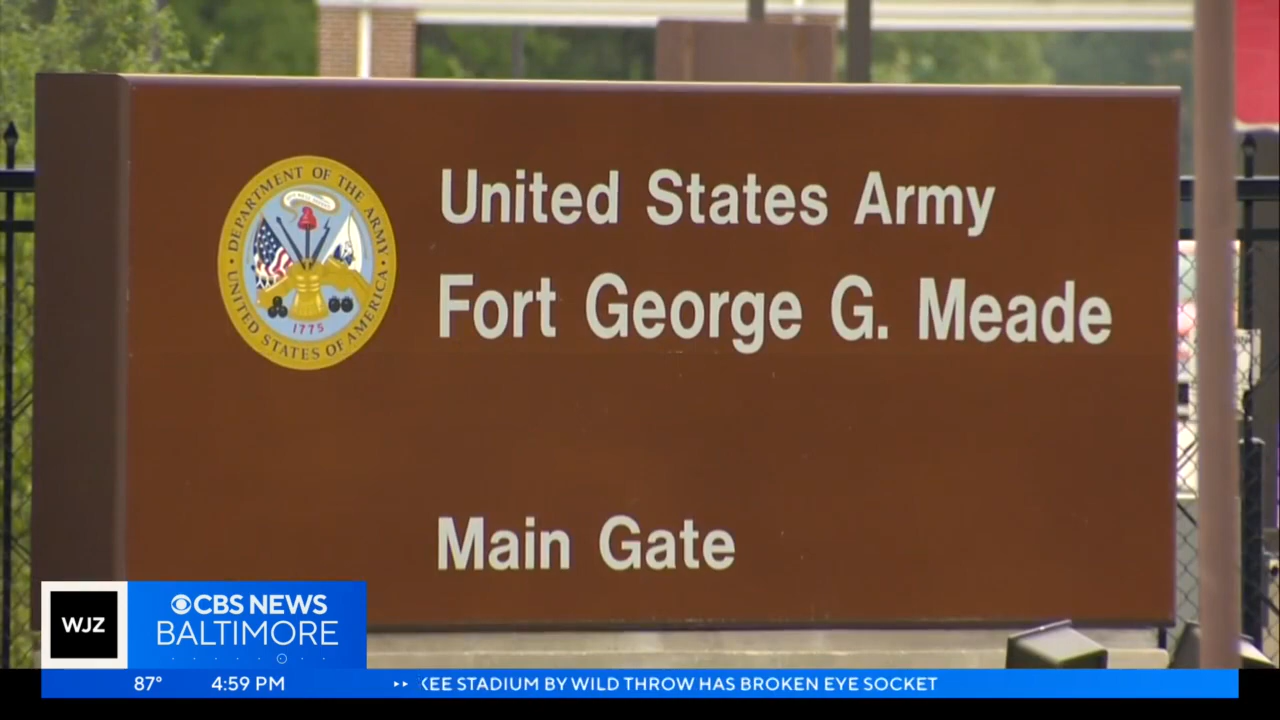 DEPARTMENT OF THE ARMY
UNITED STATES OF AMERICA
1775
United States Army
Fort George G. Meade
Main Gate
WJZ
CBS NEWS
BALTIMORE
87° 4:59 PM KEE STADIUM BY WILD THROW HAS BROKEN EYE SOCKET